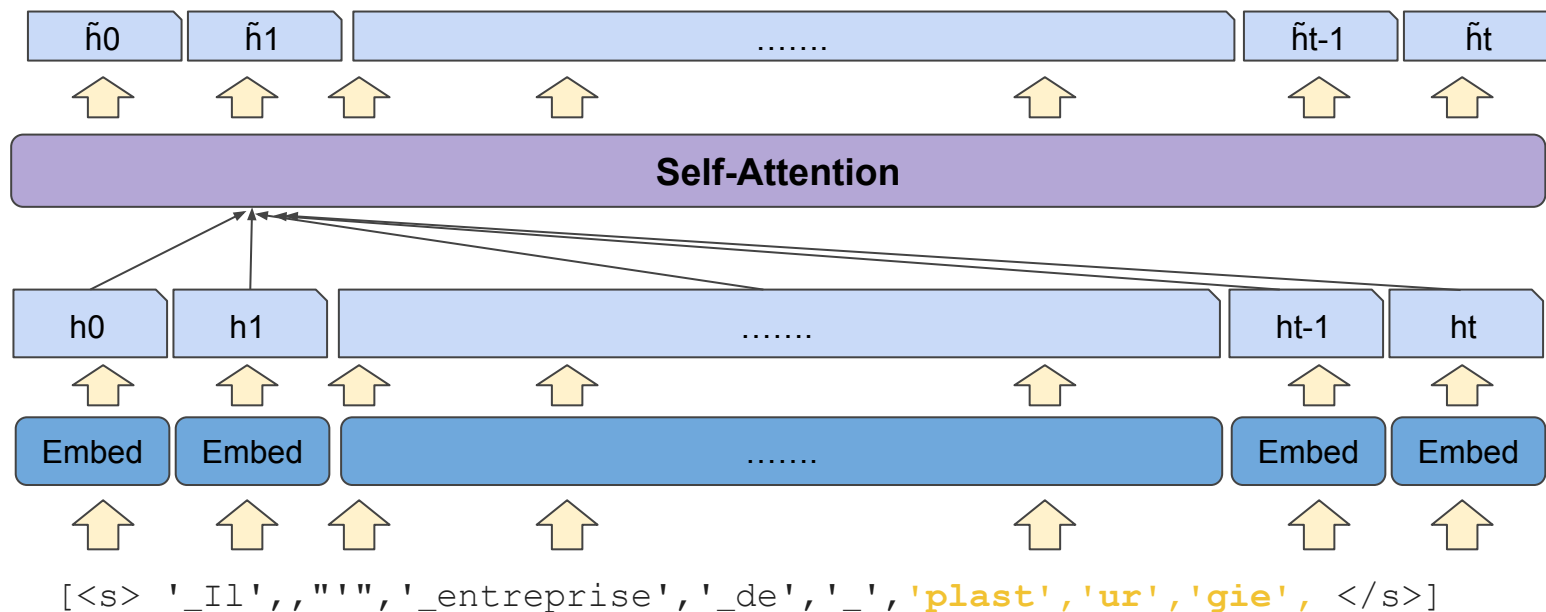 h̃0 h̃1 ....... h̃t-1 h̃t
Self-Attention
h0 h1 ....... ht-1 ht
Embed Embed ....... Embed Embed
[<s> '_Il',,"'",'_entreprise','_de','_','plast','ur','gie', </s>]